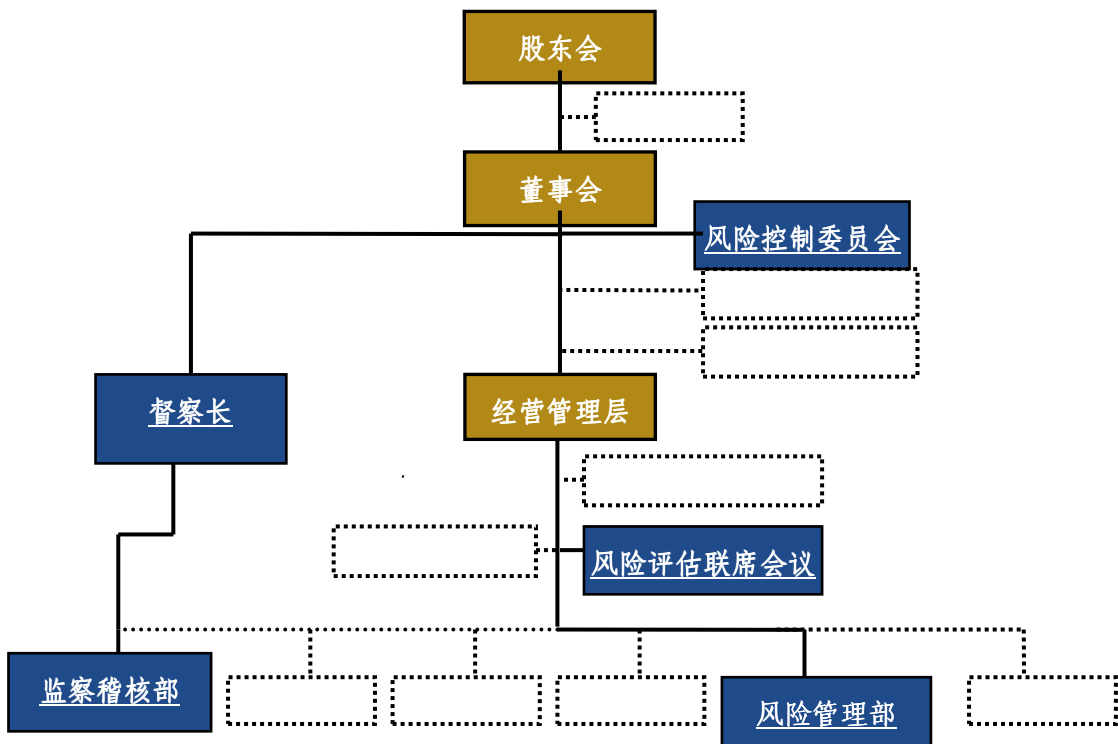 股东会
董事会
风险控制委员会
督察长
经营管理层
风险评估联席会议
监察稽核部
风险管理部